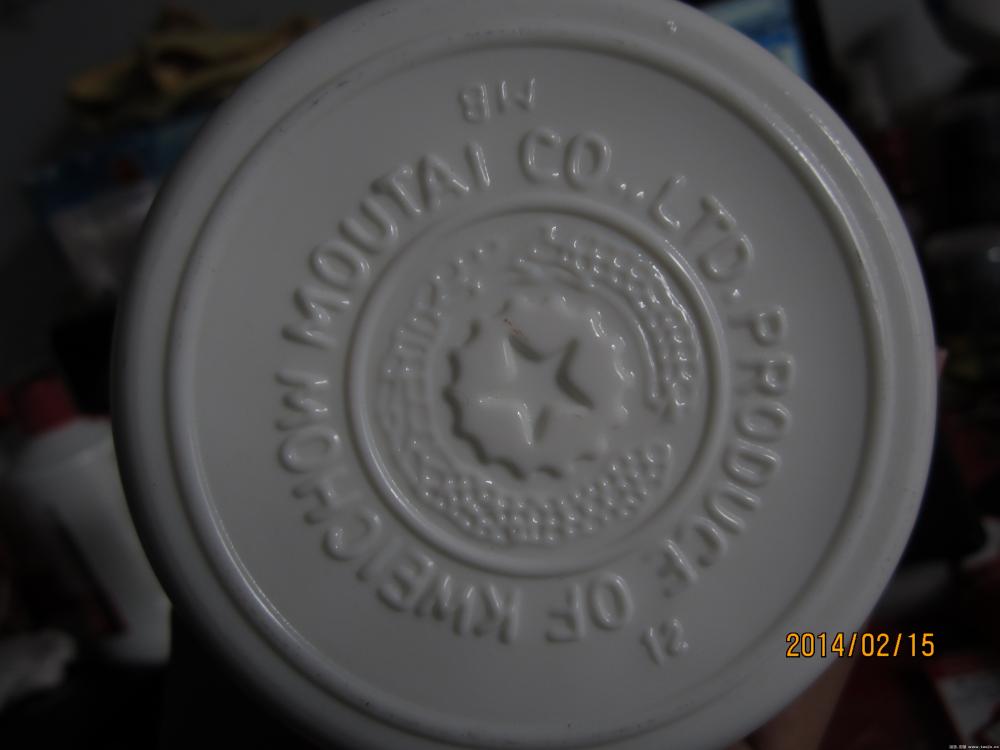 MB
PRODUCE OF KWEICHOW MOUTAI CO.,LTD.
12
2014/02/15